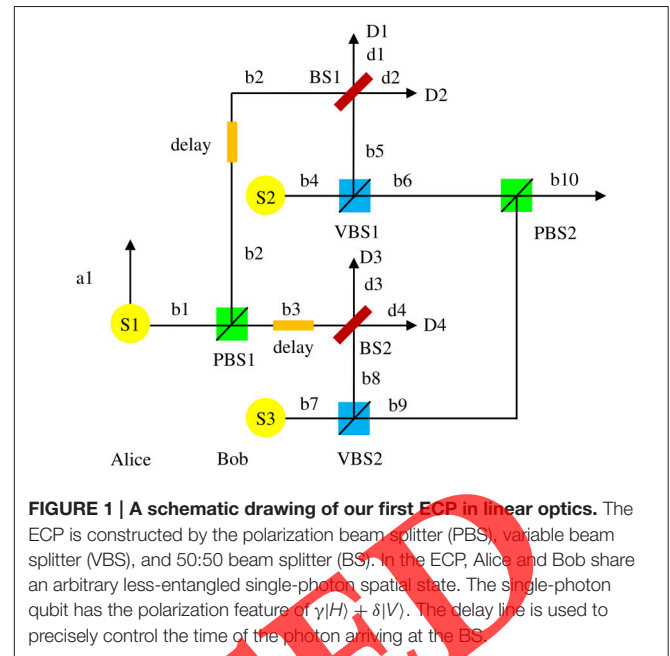 D1
d1
b2
BS1
d2
D2
delay
b5
b4
b6
b10
S2
VBS1
PBS2
b2
D3
a1
d3
b1
b3
d4
S1
D4
PBS1
delay
BS2
b8
b7
b9
S3
Alice
Bob
VBS2
FIGURE 1 | A schematic drawing of our first ECP in linear optics. The
ECP is constructed by the polarization beam splitter (PBS), variable beam
splitter (VBS), and 50:50 beam splitter (BS). In the ECP, Alice and Bob share
an arbitrary less-entangled single-photon spatial state. The single-photon
qubit has the polarization feature of γ|H⟩ + δ|V⟩. The delay line is used to
precisely control the time of the photon arriving at the BS.